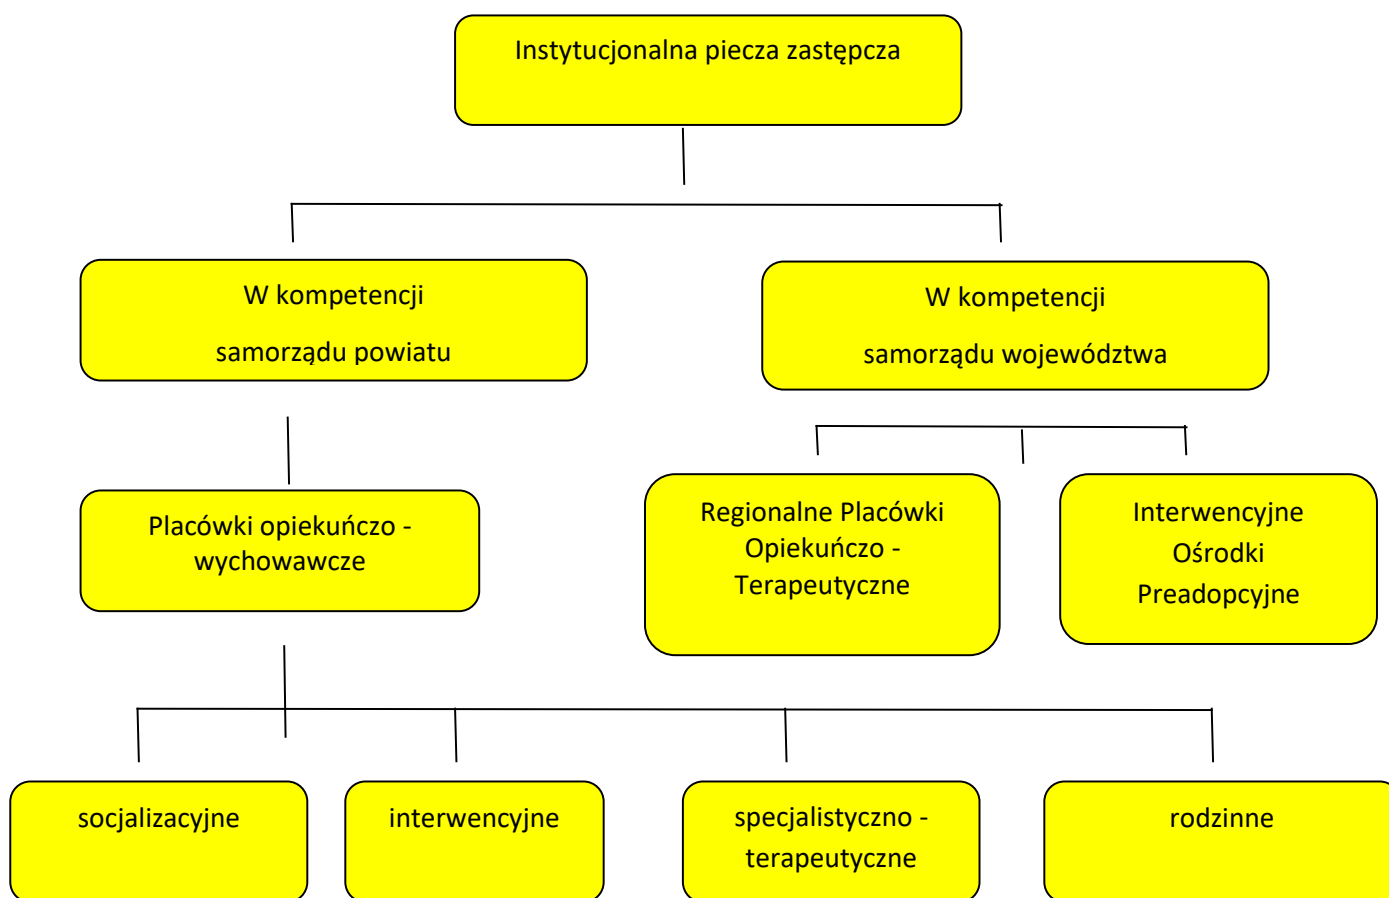 Instytucjonalna piecza zastępcza
W kompetencji
samorządu powiatu
W kompetencji
samorządu województwa
Placówki opiekuńczo -
wychowawcze
Regionalne Placówki
Opiekuńczo -
Terapeutyczne
Interwencyjne
Ośrodki
Preadopcyjne
socjalizacyjne
interwencyjne
specjalistyczno -
terapeutyczne
rodzinne